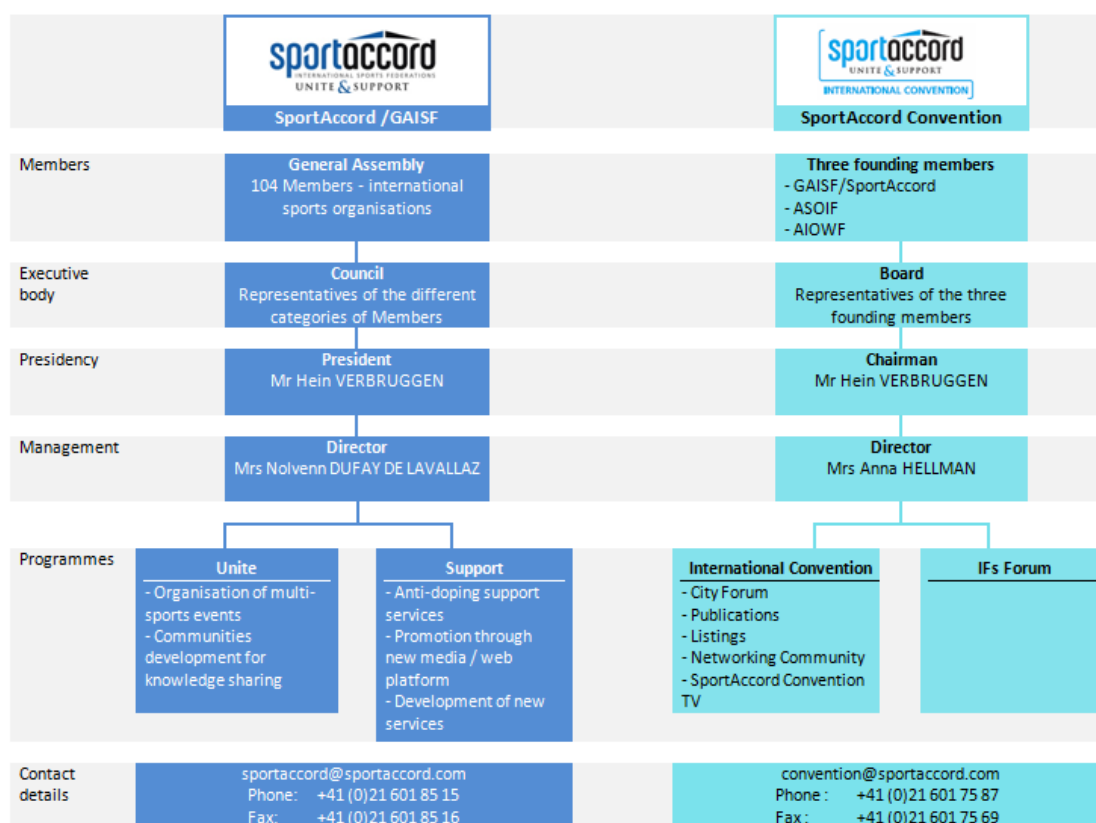 sportaccord
INTERNATIONAL SPORTS FEDERATIONS
UNITE & SUPPORT
SportAccord /GAISF
sportaccord
UNITE & SUPPORT
INTERNATIONAL CONVENTION
SportAccord Convention
Members
General Assembly
104 Members - international
sports organisations
Three founding members
- GAISF/SportAccord
- ASOIF
- AIOWF
Executive
body
Council
Representatives of the different
categories of Members
Board
Representatives of the three
founding members
Presidency
President
Mr Hein VERBRUGGEN
Chairman
Mr Hein VERBRUGGEN
Management
Director
Mrs Nolvenn DUFAY DE LAVALLAZ
Director
Mrs Anna HELLMAN
Programmes
Unite
- Organisation of multi-
sports events
- Communities
development for
knowledge sharing
Support
- Anti-doping support
services
- Promotion through
new media / web
platform
- Development of new
services
International Convention
- City Forum
- Publications
- Listings
- Networking Community
- SportAccord Convention
TV
IFs Forum
Contact
details
sportaccord@sportaccord.com
Phone: +41 (0)21 601 85 15
Fax: +41 (0)21 601 85 16
convention@sportaccord.com
Phone : +41 (0)21 601 75 87
Fax : +41 (0)21 601 75 69